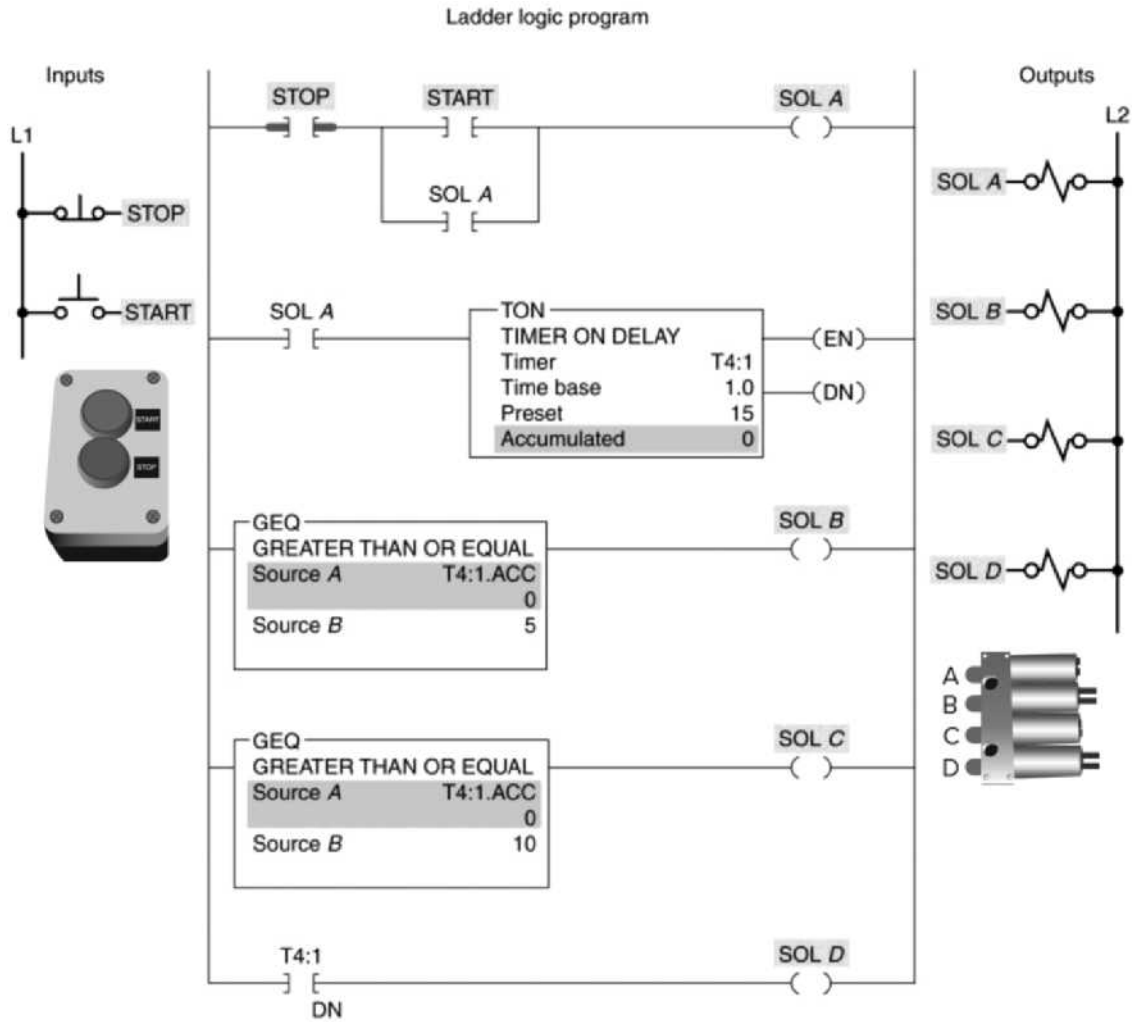 Ladder logic program
Inputs
Outputs
L1
L2
STOP
START
STOP
START
SOL A
SOL A
SOL A
SOL B
SOL C
SOL D
START
STOP
SOL A
TON
TIMER ON DELAY
Timer T4:1
Time base 1.0
Preset 15
Accumulated 0
(EN)
(DN)
GEQ
GREATER THAN OR EQUAL
Source A T4:1.ACC
0
Source B 5
SOL B
GEQ
GREATER THAN OR EQUAL
Source A T4:1.ACC
0
Source B 10
SOL C
A
B
C
D
T4:1
DN
SOL D